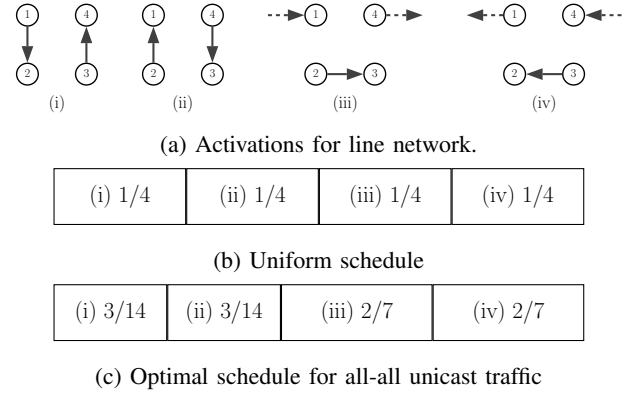 1 4 1 4 1 4 1 4
2 3 2 3 2 3 2 3
(i) (ii) (iii) (iv)
(a) Activations for line network.
(i) 1/4 (ii) 1/4 (iii) 1/4 (iv) 1/4
(b) Uniform schedule
(i) 3/14 (ii) 3/14 (iii) 2/7 (iv) 2/7
(c) Optimal schedule for all-all unicast traffic